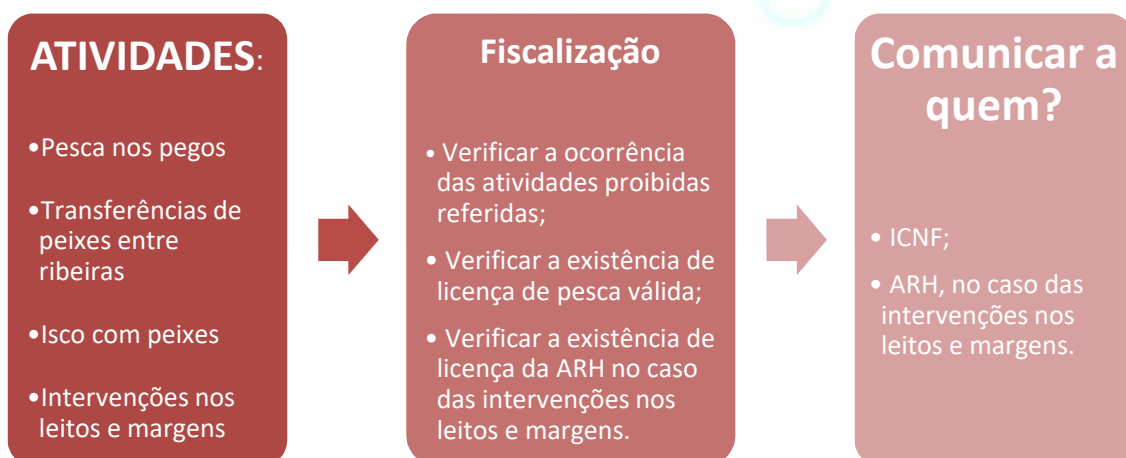 ATIVIDADES:
•Pesca nos pegos
•Transferências de
peixes entre
ribeiras
•Isco com peixes
•Intervenções nos
leitos e margens
Fiscalização
• Verificar a ocorrência
das atividades proibidas
referidas;
• Verificar a existência de
licença de pesca válida;
• Verificar a existência de
licença da ARH no caso
das intervenções nos
leitos e margens.
Comunicar a
quem?
• ICNF;
• ARH, no caso das
intervenções nos
leitos e margens.